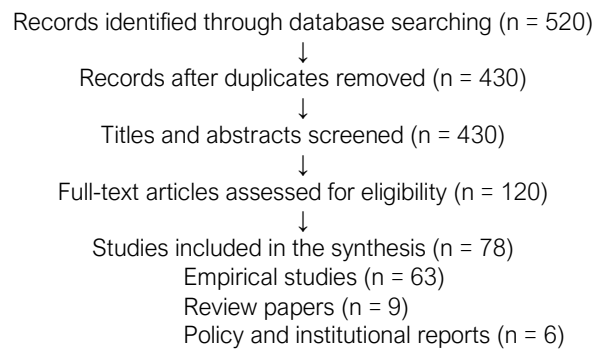 Records identified through database searching (n = 520)
↓
Records after duplicates removed (n = 430)
↓
Titles and abstracts screened (n = 430)
↓
Full-text articles assessed for eligibility (n = 120)
↓
Studies included in the synthesis (n = 78)
Empirical studies (n = 63)
Review papers (n = 9)
Policy and institutional reports (n = 6)